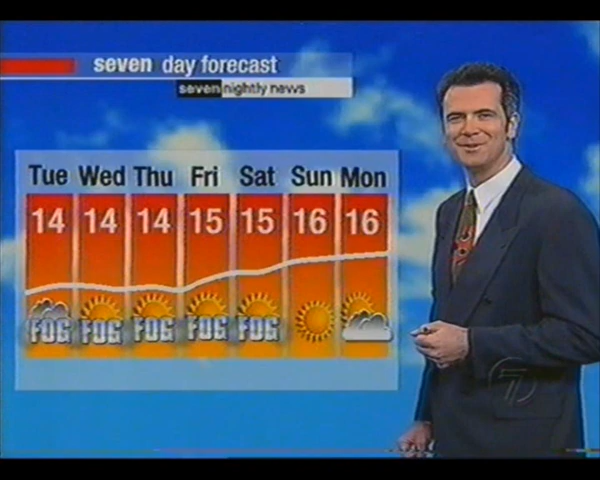 seven day forecast
seven nightly news
Tue Wed Thu Fri Sat Sun Mon
14 14 14 15 15 16 16
FOG FOG FOG FOG FOG
7